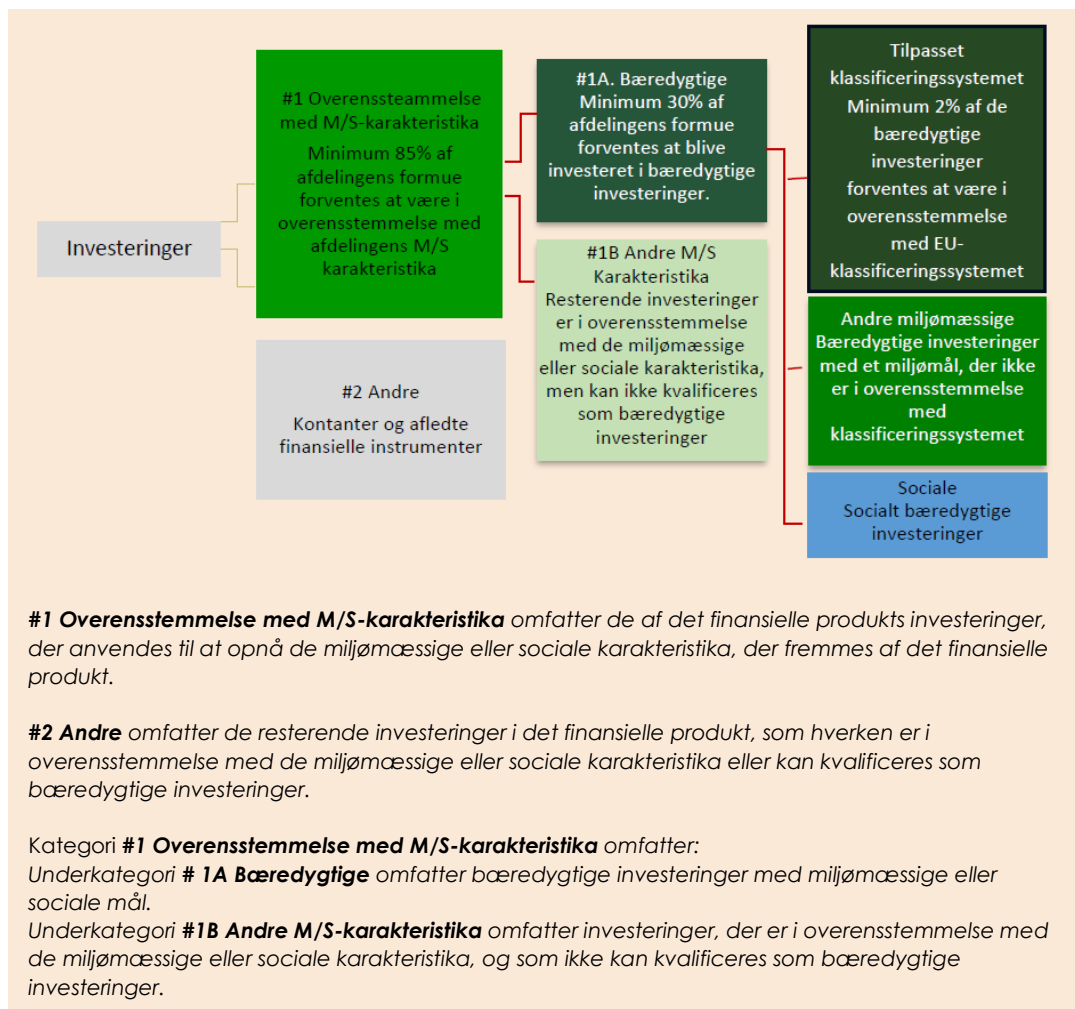 Investeringer
#1 Overenssteammelse
med M/S-karakteristika
Minimum 85% af
afdelingens formue
forventes at være i
overensstemmelse med
afdelingens M/S
karakteristika
#2 Andre
Kontanter og afledte
finansielle instrumenter
#1A. Bæredygtige
Minimum 30% af
afdelingens formue
forventes at blive
investeret i bæredygtige
investeringer.
#1B Andre M/S
Karakteristika
Resterende investeringer
er i overensstemmelse
med de miljømæssige
eller sociale karakteristika,
men kan ikke kvalificeres
som bæredygtige
investeringer
Tilpasset
klassificeringssystemet
Minimum 2% af de
bæredygtige
investeringer
forventes at være i
overensstemmelse
med EU-
klassificeringssystemet
Andre miljømæssige
Bæredygtige investeringer
med et miljømål, der ikke
er i overensstemmelse
med
klassificeringssystemet
Sociale
Socialt bæredygtige
investeringer
#1 Overensstemmelse med M/S-karakteristika omfatter de af det finansielle produkts investeringer,
der anvendes til at opnå de miljømæssige eller sociale karakteristika, der fremmes af det finansielle
produkt.
#2 Andre omfatter de resterende investeringer i det finansielle produkt, som hverken er i
overensstemmelse med de miljømæssige eller sociale karakteristika eller kan kvalificeres som
bæredygtige investeringer.
Kategori #1 Overensstemmelse med M/S-karakteristika omfatter:
Underkategori # 1A Bæredygtige omfatter bæredygtige investeringer med miljømæssige eller
sociale mål.
Underkategori #1B Andre M/S-karakteristika omfatter investeringer, der er i overensstemmelse med
de miljømæssige eller sociale karakteristika, og som ikke kan kvalificeres som bæredygtige
investeringer.